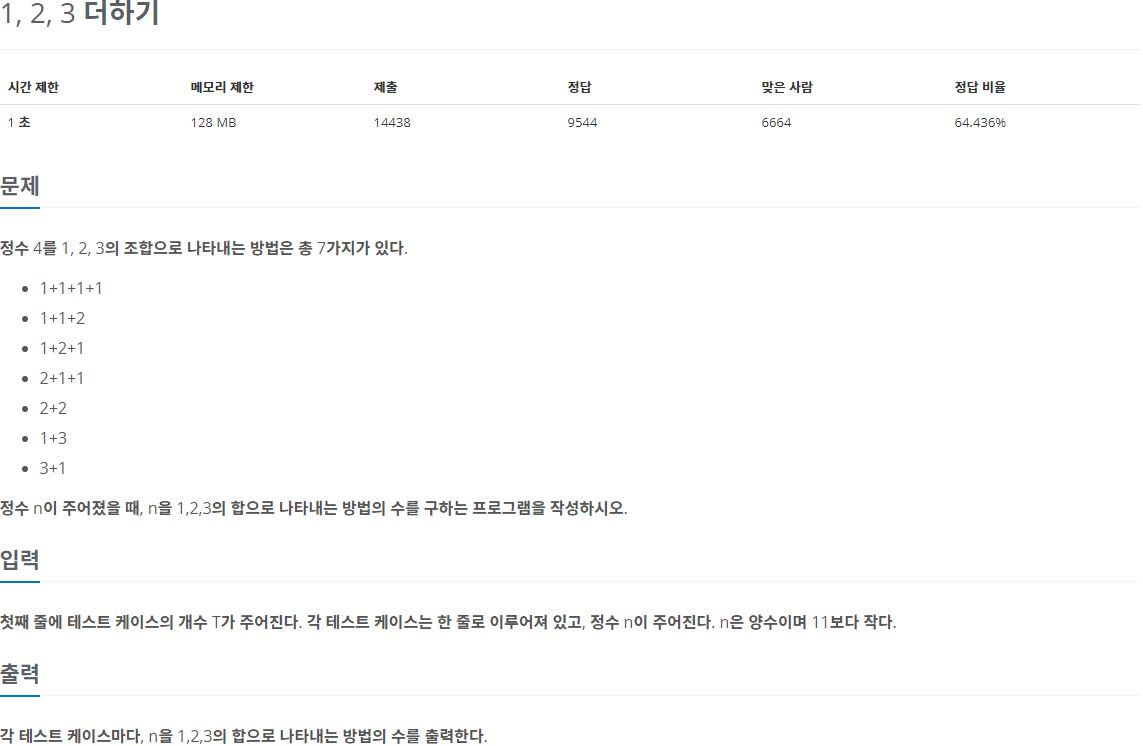 1, 2, 3 더하기
시간 제한 메모리 제한 제출 정답 맞은 사람 정답 비율
1 초 128 MB 14438 9544 6664 64.436%
문제
정수 4를 1, 2, 3의 조합으로 나타내는 방법은 총 7가지가 있다.
1+1+1+1
1+1+2
1+2+1
2+1+1
2+2
1+3
3+1
정수 n이 주어졌을 때, n을 1,2,3의 합으로 나타내는 방법의 수를 구하는 프로그램을 작성하시오.
입력
첫째 줄에 테스트 케이스의 개수 T가 주어진다. 각 테스트 케이스는 한 줄로 이루어져 있고, 정수 n이 주어진다. n은 양수이며 11보다 작다.
출력
각 테스트 케이스마다, n을 1,2,3의 합으로 나타내는 방법의 수를 출력한다.